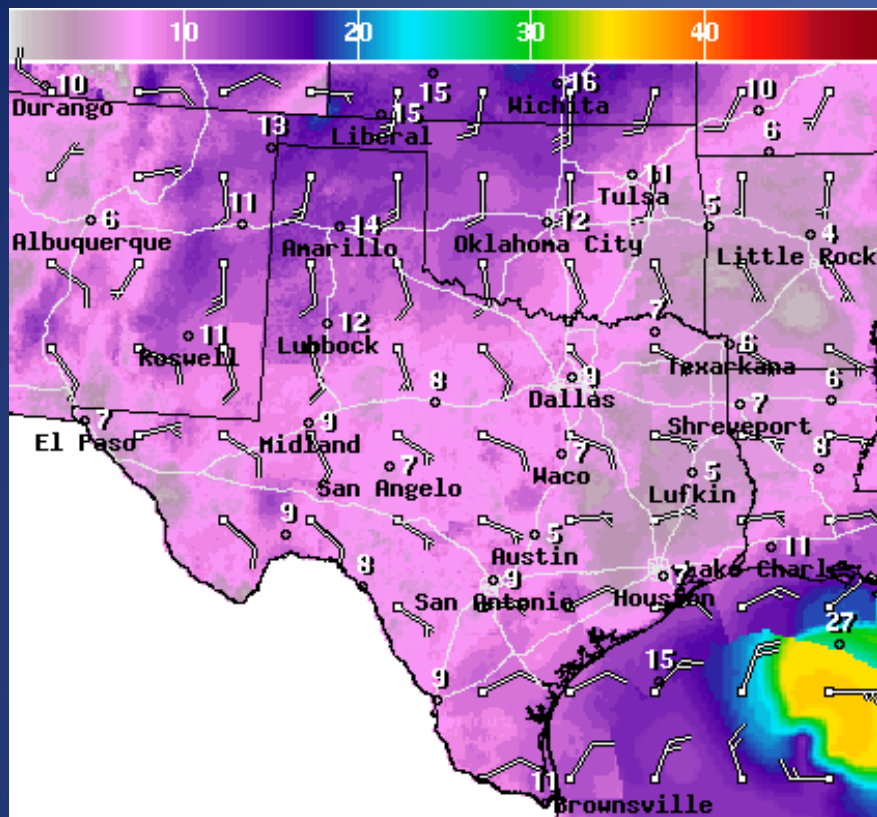 10 20 30 40
10 15 16 10
Durango 15 Wichita
13 Liberal 6
11
Tulsa
6 11 14 12 5 4
Albuquerque Amarillo Oklahoma City Little Rock
11 12 7 6
Roswell Lubbock Texarkana
8 9 6
Dallas
7 9 7
El Paso Midland Shreveport
7 7 5 8
San Angelo Waco Lufkin
9 5 11
Austin
8 9 7 Lake Charles
San Antonio Houston
27
15
9
11
Brownsville